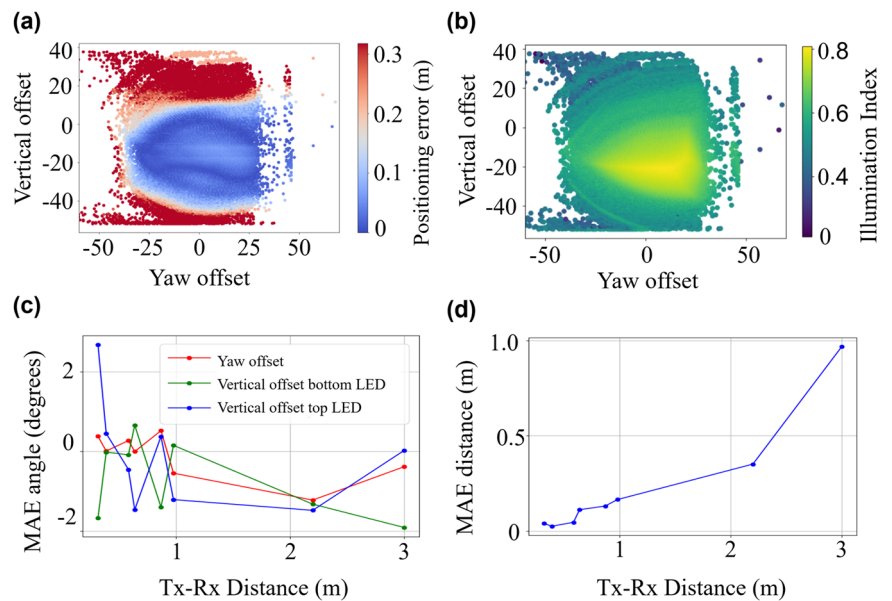 (a)
40
20
0
-20
-40
Vertical offset
-50
-25
0
25
50
Yaw offset
0.3
0.2
0.1
0
Positioning error (m)
(b)
40
20
0
-20
-40
Vertical offset
-50
0
50
Yaw offset
0.8
0.4
0
Illumination Index
(c)
2
0
-2
MAE angle (degrees)
Yaw offset
Vertical offset bottom LED
Vertical offset top LED
1
2
3
Tx-Rx Distance (m)
(d)
1.0
0.5
0
MAE distance (m)
1
2
3
Tx-Rx Distance (m)